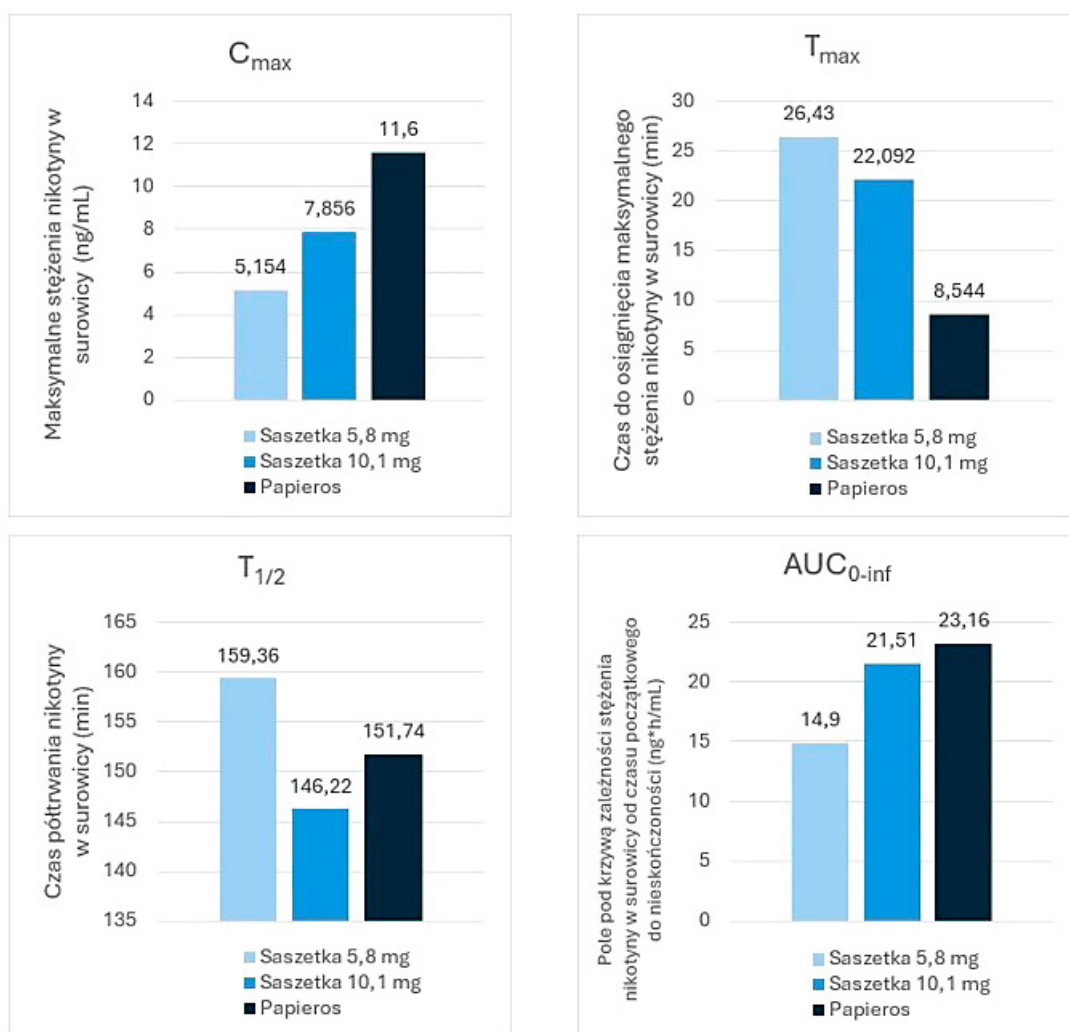 Cmax
Maksymalne stężenia nikotyny w
surowicy (ng/mL)
14
12
10
8
6
4
2
0
5,154
7,856
11,6
Saszetka 5,8 mg
Saszetka 10,1 mg
Papieros
Tmax
Czas do osiągnięcia maksymalnego
stężenia nikotyny w surowicy (min)
30
25
20
15
10
5
0
26,43
22,092
8,544
Saszetka 5,8 mg
Saszetka 10,1 mg
Papieros
T1/2
Czas półtrwania nikotyny
w surowicy (min)
165
160
155
150
145
140
135
159,36
146,22
151,74
Saszetka 5,8 mg
Saszetka 10,1 mg
Papieros
AUC0-inf
Pole pod krzywą zależności stężenia
nikotyny w surowicy od czasu początkowego
do nieskończoności (ng*h/mL)
25
20
15
10
5
0
14,9
21,51
23,16
Saszetka 5,8 mg
Saszetka 10,1 mg
Papieros